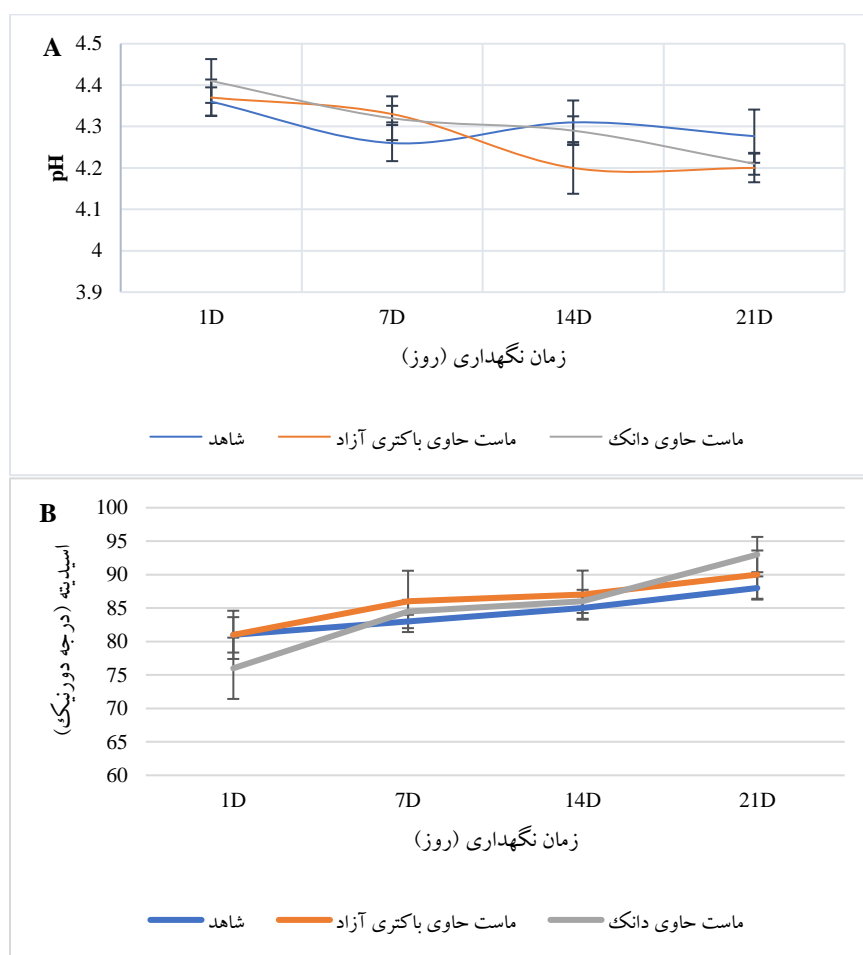 A
4.5
4.4
4.3
4.2
4.1
4
3.9
pH
1D 7D 14D 21D
زمان نگهداری (روز)
شاهد ماست حاوی باکتری آزاد ماست حاوی دانک
B
100
95
90
85
80
75
70
65
60
اسیدیته (درجه دورنیک)
1D 7D 14D 21D
زمان نگهداری (روز)
شاهد ماست حاوی باکتری آزاد ماست حاوی دانک